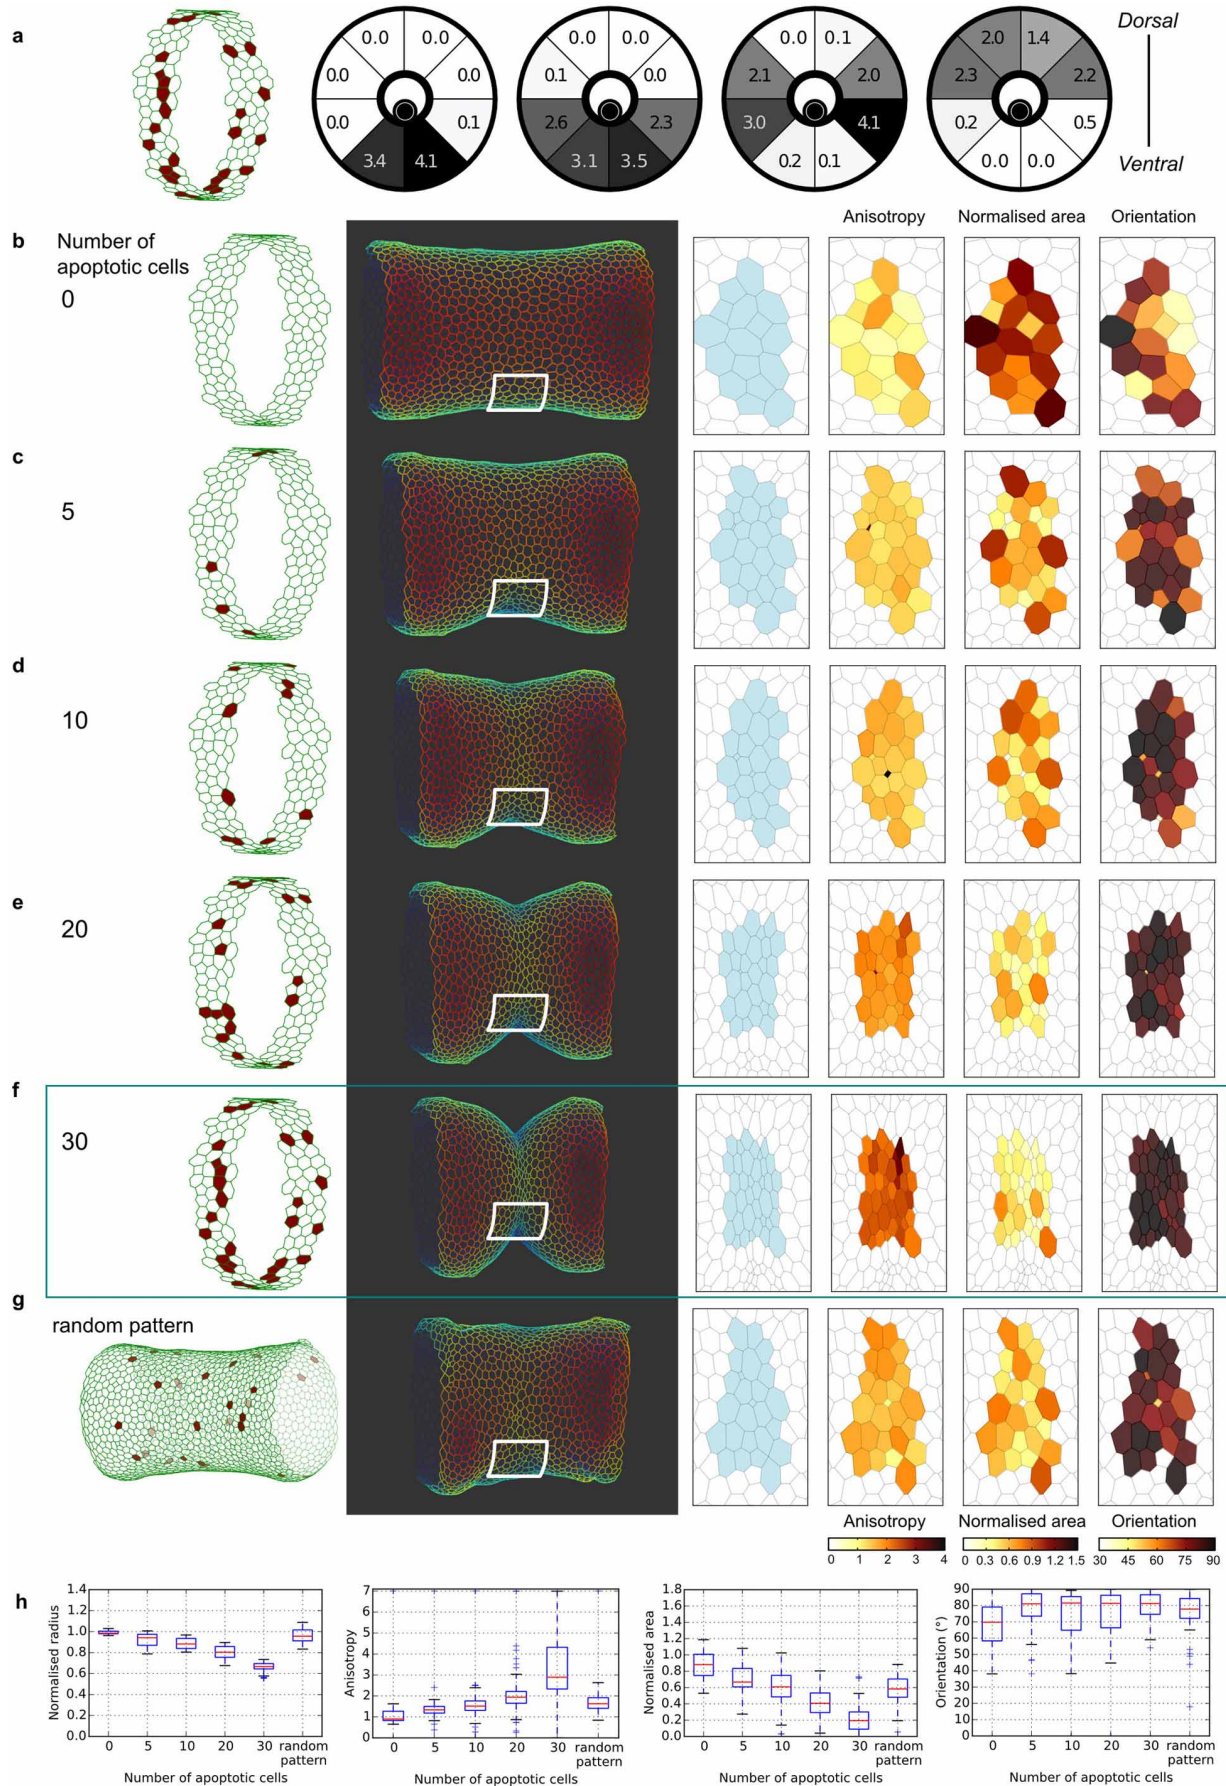 a
0.0 0.0 0.0 0.0 0.0 0.1 3.4 4.1
0.0 0.0 0.1 0.0 2.6 2.3 3.1 3.5
0.0 0.1 2.1 2.0 3.0 4.1 0.2 0.1
2.0 1.4 2.3 2.2 0.2 0.5 0.0 0.0
Dorsal
Ventral
Anisotropy Normalised area Orientation
b
Number of
apoptotic cells
0
c
5
d
10
e
20
f
30
g
random pattern
Anisotropy Normalised area Orientation
0 1 2 3 4
0 0.3 0.6 0.9 1.2 1.5
30 45 60 75 90
h
Normalised radius
1.4
1.2
1.0
0.8
0.6
0.4
0.2
0.0
0 5 10 20 30 random
pattern
Number of apoptotic cells
Anisotropy
7
6
5
4
3
2
1
0
0 5 10 20 30 random
pattern
Number of apoptotic cells
Normalised area
1.8
1.6
1.4
1.2
1.0
0.8
0.6
0.4
0.2
0.0
0 5 10 20 30 random
pattern
Number of apoptotic cells
Orientation (°)
90
80
70
60
50
40
30
20
10
0
0 5 10 20 30 random
pattern
Number of apoptotic cells